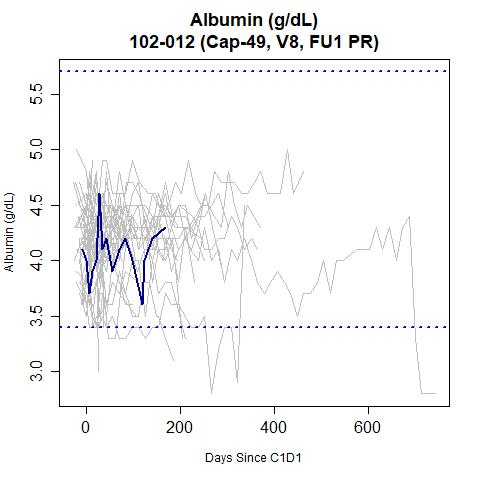 Albumin (g/dL)
102-012 (Cap-49, V8, FU1 PR)
Albumin (g/dL)
5.5
5.0
4.5
4.0
3.5
3.0
0 200 400 600
Days Since C1D1